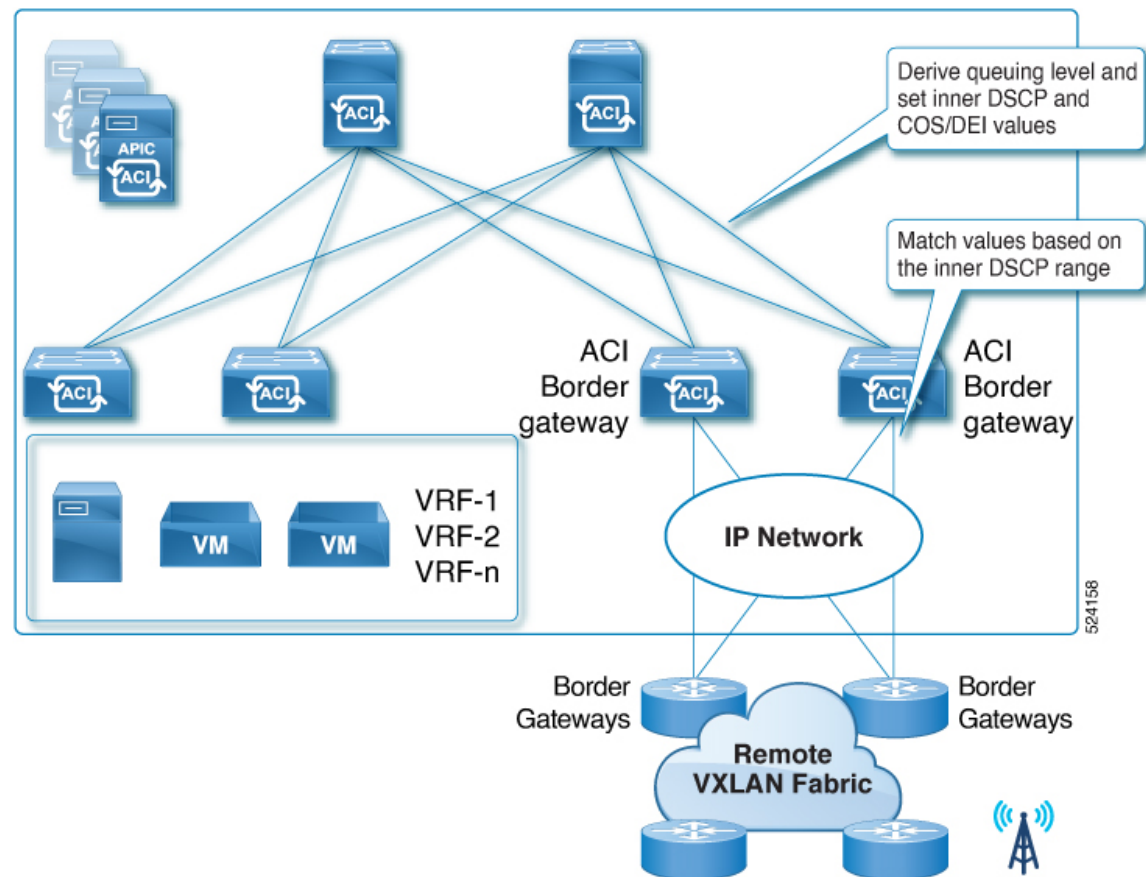 ACI
ACI
Derive queuing level and
set inner DSCP and
COS/DEI values
APIC
ACI
Match values based on
the inner DSCP range
ACI
ACI
ACI
Border
gateway
ACI
ACI
ACI
Border
gateway
VM
VM
VRF-1
VRF-2
VRF-n
IP Network
524158
Border
Gateways
Border
Gateways
Remote
VXLAN Fabric